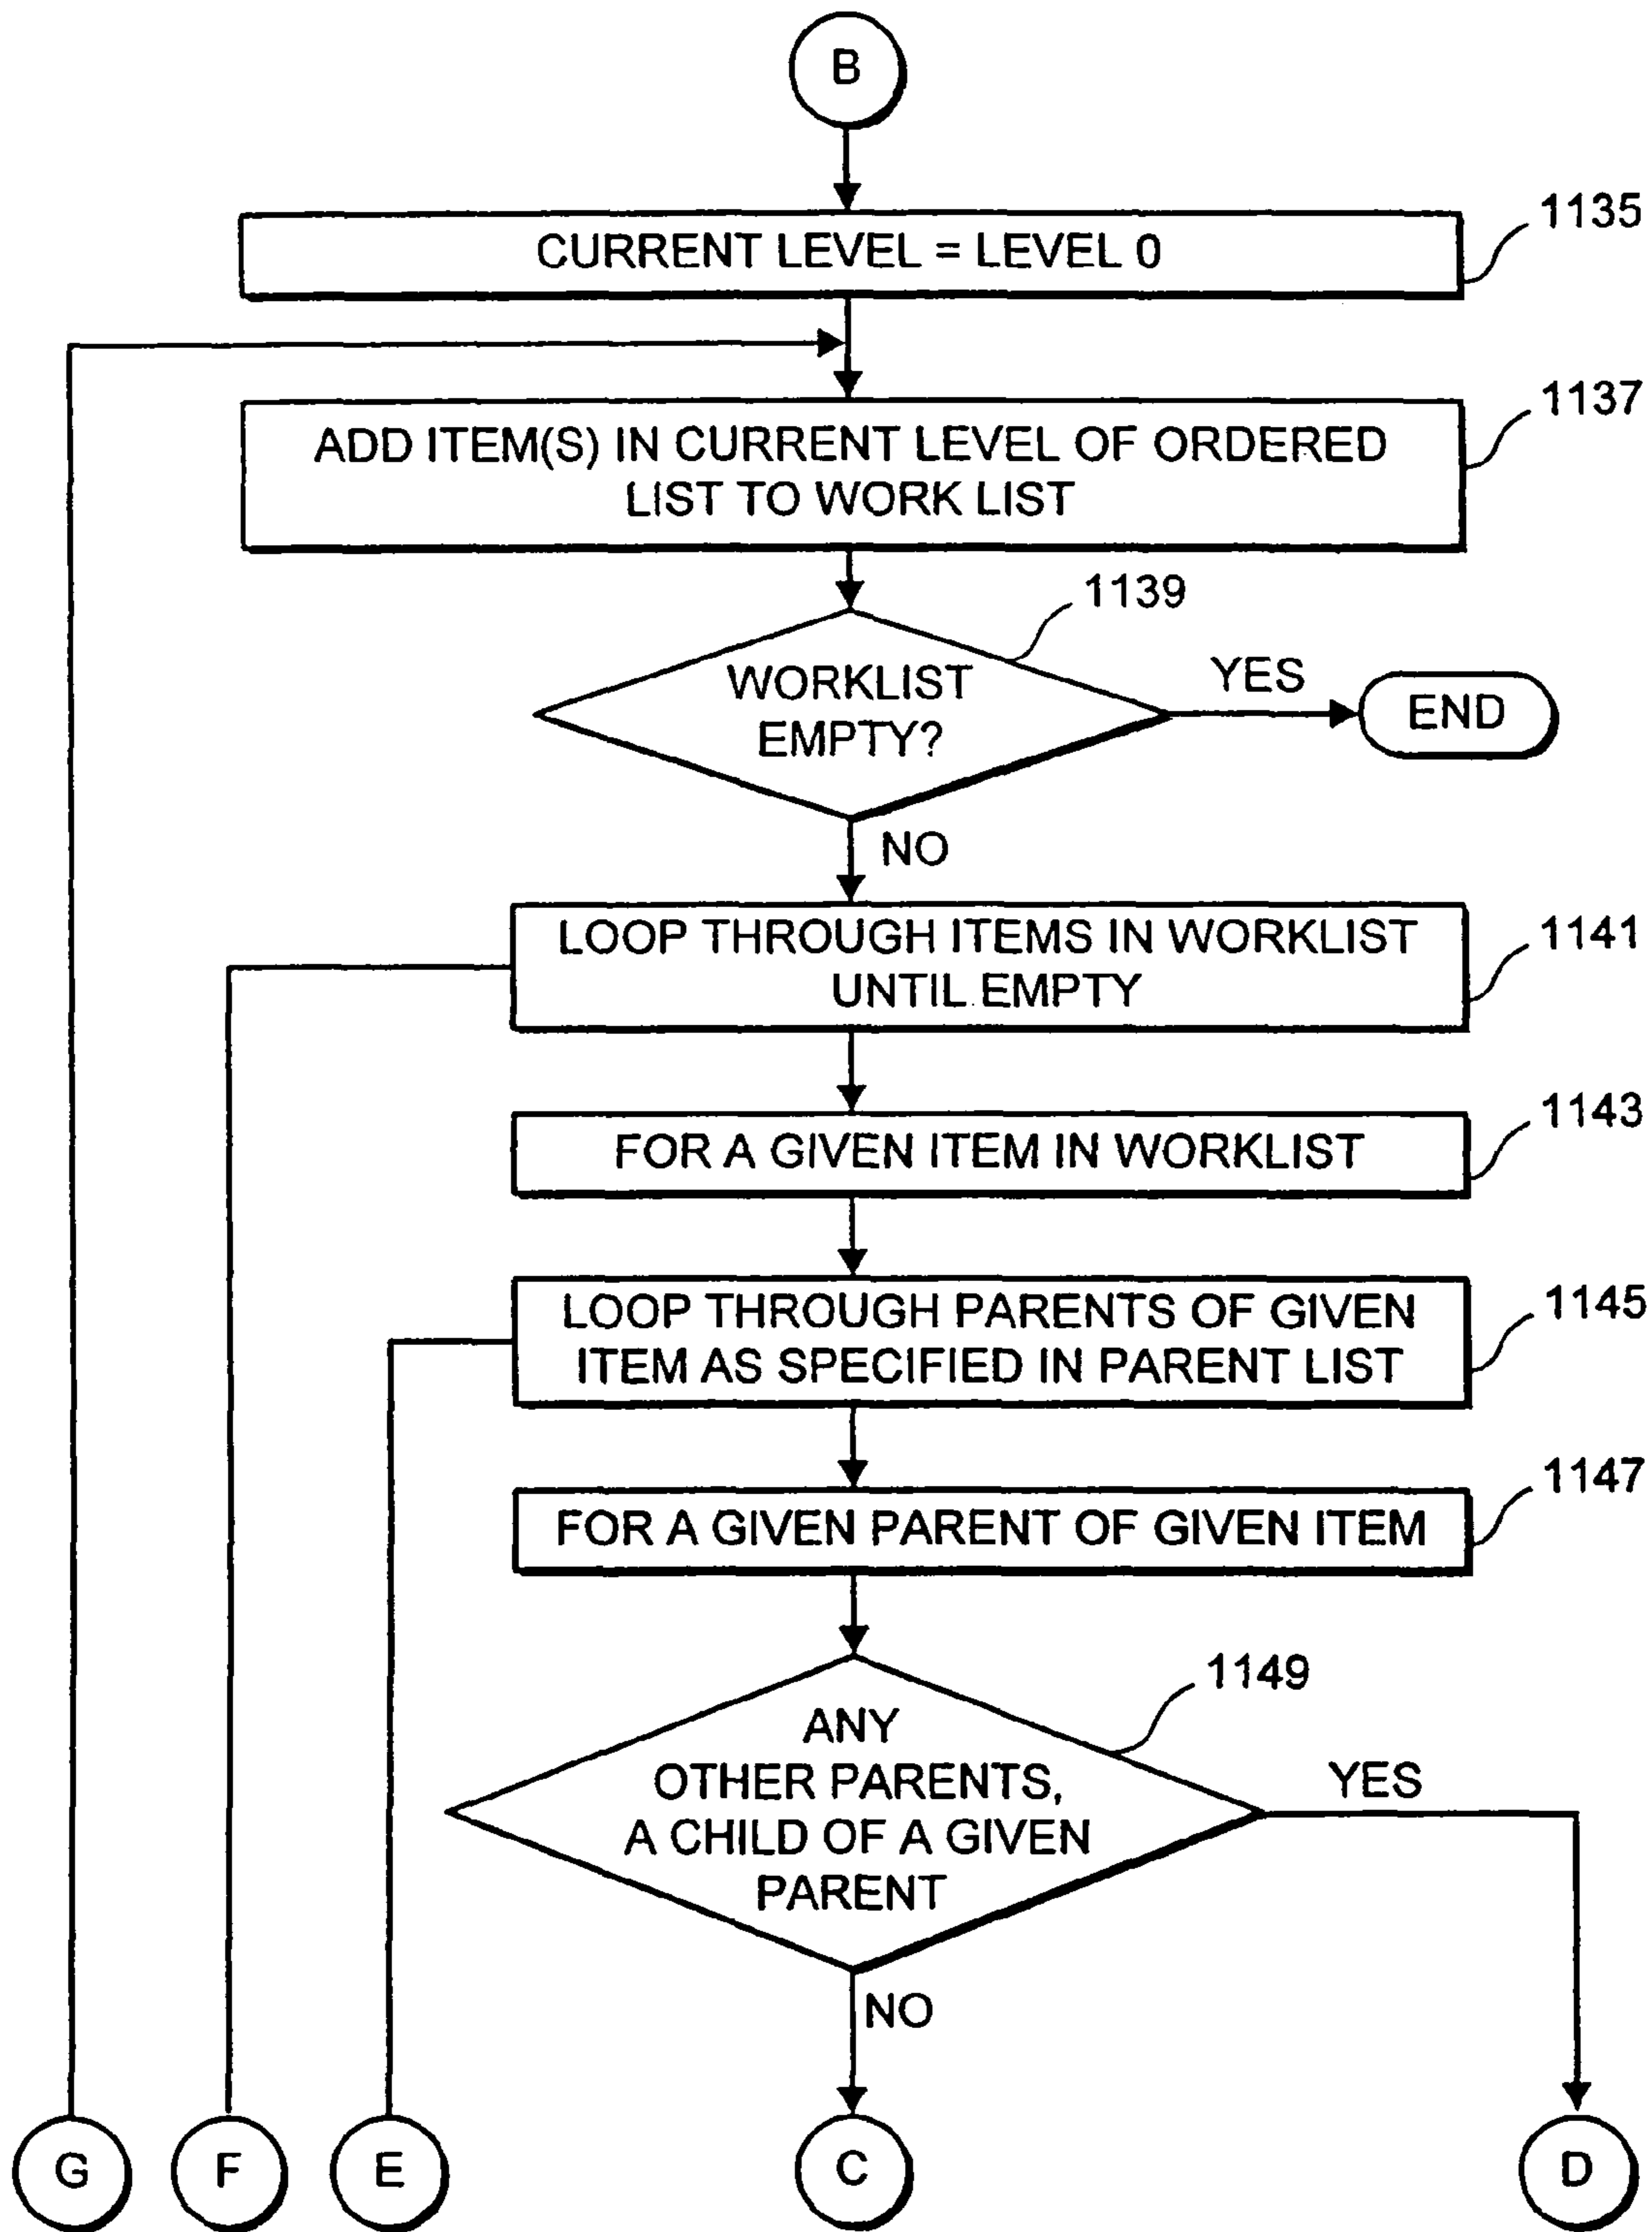 B
CURRENT LEVEL = LEVEL 0
1135
ADD ITEM(S) IN CURRENT LEVEL OF ORDERED
LIST TO WORK LIST
1137
1139
WORKLIST
EMPTY?
YES
END
NO
LOOP THROUGH ITEMS IN WORKLIST
UNTIL EMPTY
1141
FOR A GIVEN ITEM IN WORKLIST
1143
LOOP THROUGH PARENTS OF GIVEN
ITEM AS SPECIFIED IN PARENT LIST
1145
FOR A GIVEN PARENT OF GIVEN ITEM
1147
1149
ANY
OTHER PARENTS,
A CHILD OF A GIVEN
PARENT
YES
NO
G
F
E
C
D